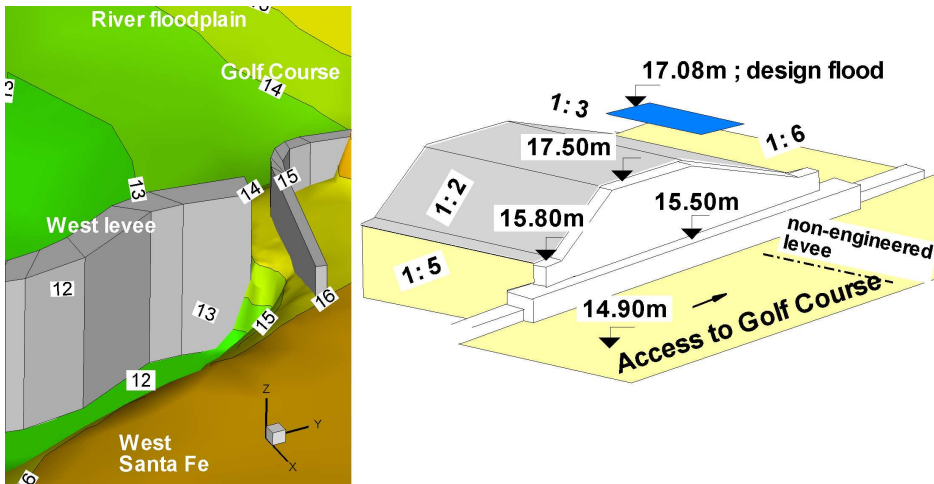 River floodplain
Golf Course
13
14
15
14
13
West levee
12
13
16
15
12
West
Santa Fe
Z
Y
X
17.08m ; design flood
1: 3
1: 6
17.50m
1: 2
15.80m
15.50m
non-engineered
levee
1: 5
14.90m
Access to Golf Course